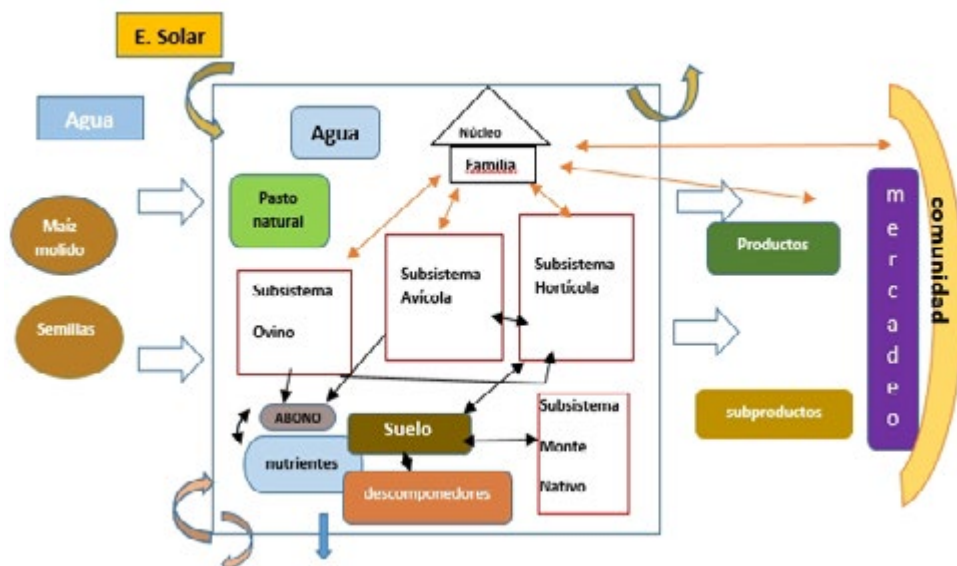 E. Solar
Agua
Agua
Núcleo
Familia
Pasto
natural
Maíz
molido
Semillas
Subsistema
Ovino
Subsistema
Avícola
Subsistema
Hortícola
ABONO
nutrientes
Suelo
descomponedores
Subsistema
Monte
Nativo
Productos
subproductos
mercadeo
comunidad